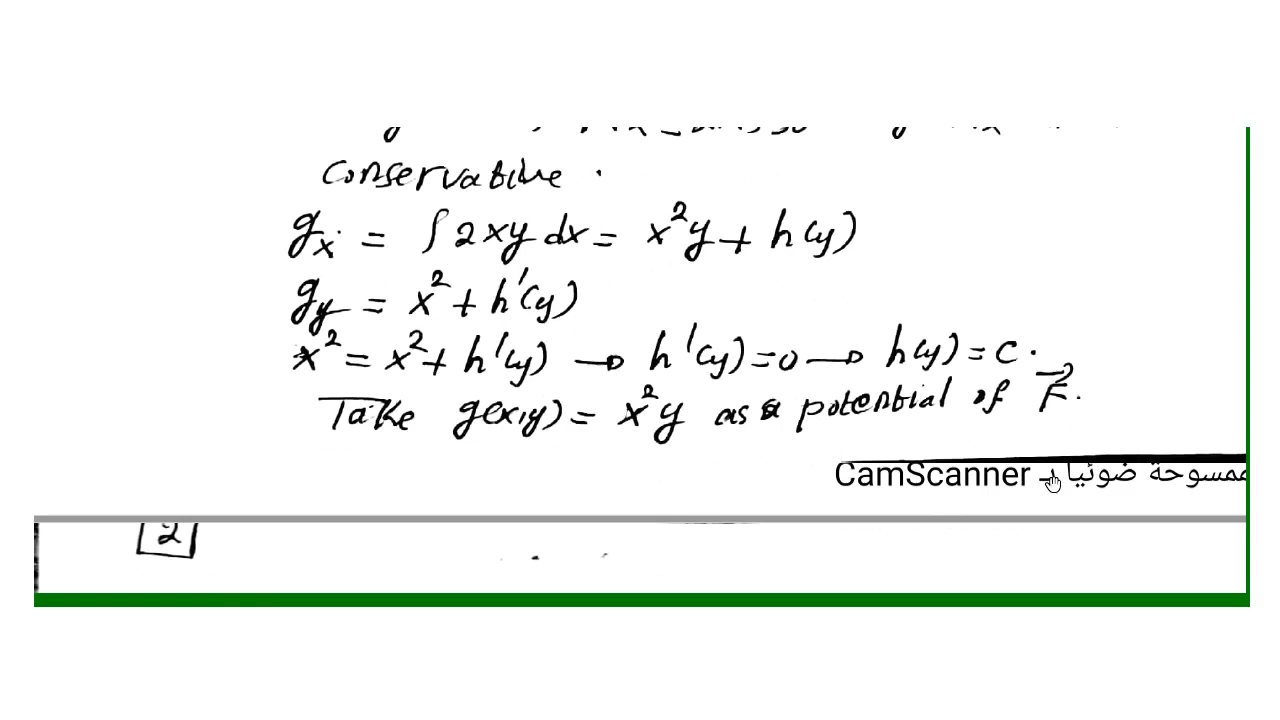 conservative.
gx = ∫ 2xy dx = x²y + h(y)
gy = x² + h'(y)
x² = x² + h'(y) → h'(y) = 0 → h(y) = C.
Take g(x,y) = x²y as a potential of F⃗.
الممسوحة ضوئيا بـ CamScanner
2